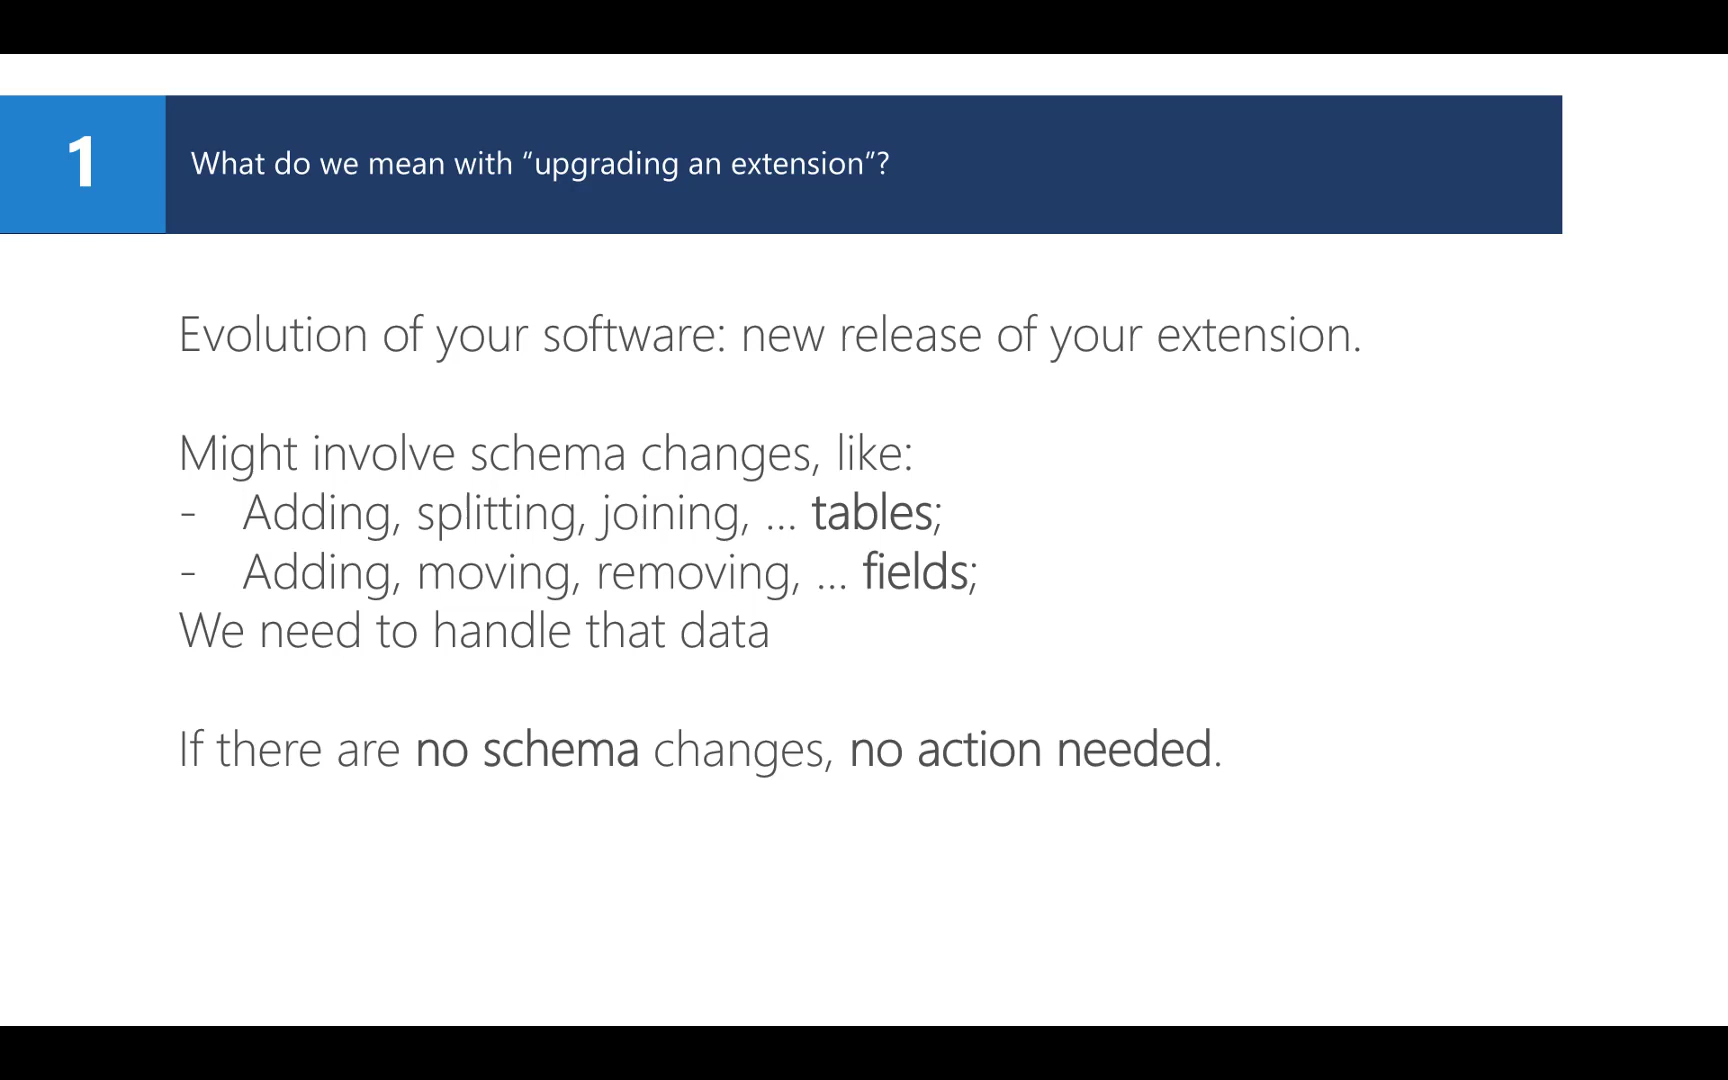 1
What do we mean with “upgrading an extension”?
Evolution of your software: new release of your extension.
Might involve schema changes, like:
- Adding, splitting, joining, ... tables;
- Adding, moving, removing, ... fields;
We need to handle that data
If there are no schema changes, no action needed.